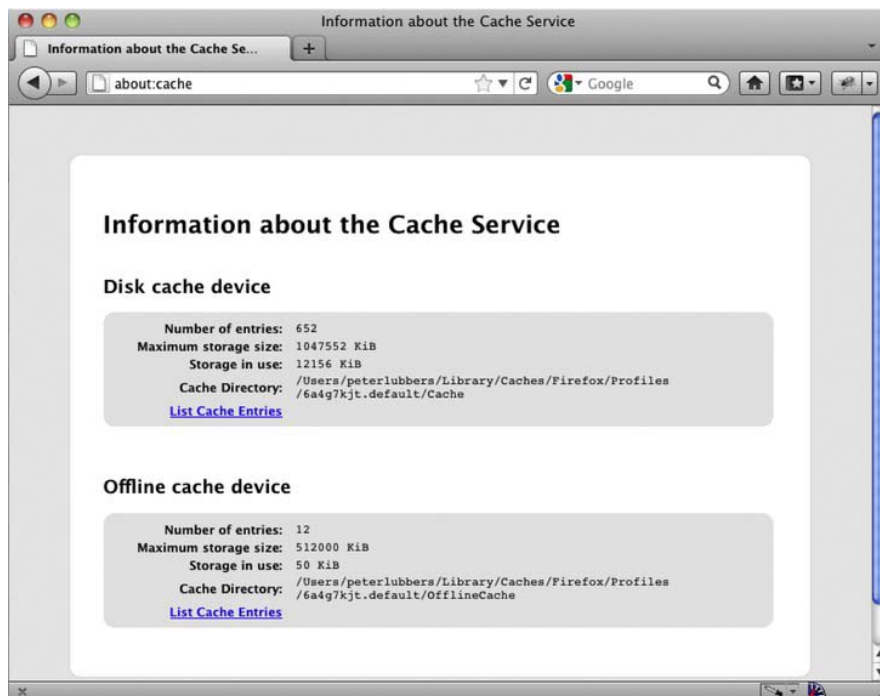 Information about the Cache Service
Information about the Cache Se...
+
about:cache
Google
Information about the Cache Service
Disk cache device
Number of entries: 652
Maximum storage size: 1047552 KiB
Storage in use: 12156 KiB
Cache Directory: /Users/peterlubbers/Library/Caches/Firefox/Profiles
/6a4g7kjt.default/Cache
List Cache Entries
Offline cache device
Number of entries: 12
Maximum storage size: 512000 KiB
Storage in use: 50 KiB
Cache Directory: /Users/peterlubbers/Library/Caches/Firefox/Profiles
/6a4g7kjt.default/OfflineCache
List Cache Entries